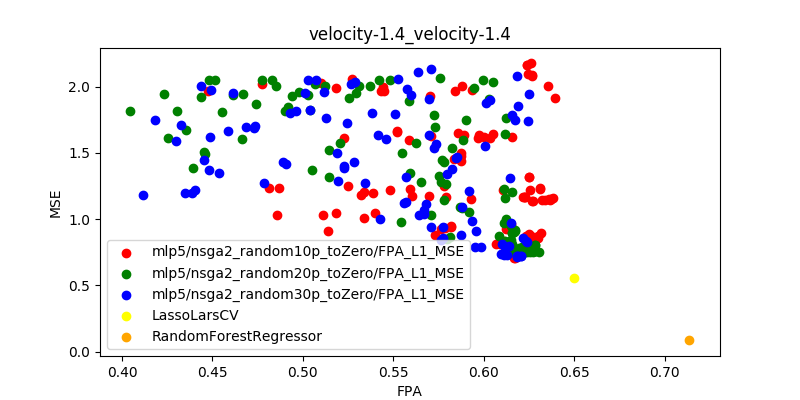 velocity-1.4_velocity-1.4
MSE
2.0
1.5
1.0
0.5
0.0
mlp5/nsga2_random10p_toZero/FPA_L1_MSE
mlp5/nsga2_random20p_toZero/FPA_L1_MSE
mlp5/nsga2_random30p_toZero/FPA_L1_MSE
LassoLarsCV
RandomForestRegressor
0.40 0.45 0.50 0.55 0.60 0.65 0.70
FPA